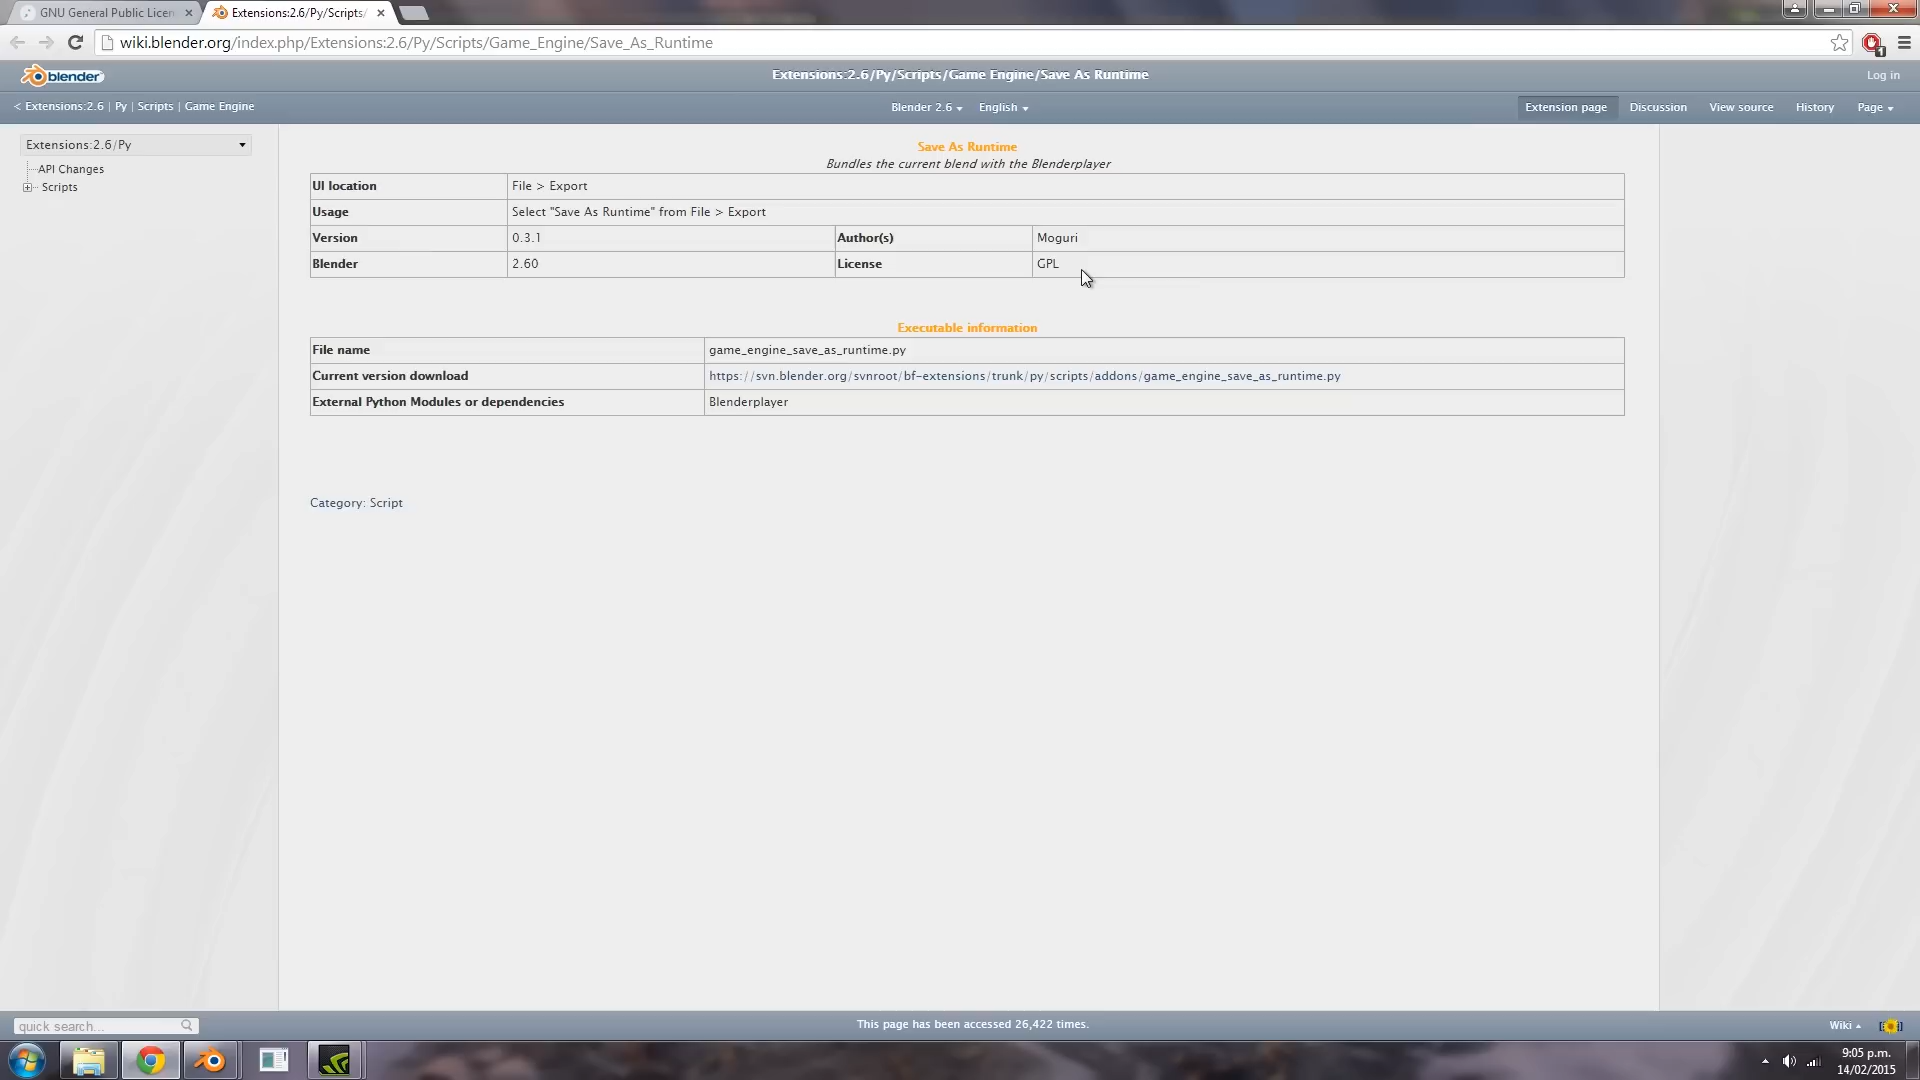 GNU General Public Licen
Extensions:2.6/Py/Scripts/
wiki.blender.org/index.php/Extensions:2.6/Py/Scripts/Game_Engine/Save_As_Runtime
1
blender
Extensions:2.6/Py/Scripts/Game Engine/Save As Runtime
Log in
< Extensions:2.6 | Py | Scripts | Game Engine
Blender 2.6
English
Extension page
Discussion
View source
History
Page
Extensions:2.6/Py
API Changes
Scripts
Save As Runtime
Bundles the current blend with the Blenderplayer
UI location File > Export
Usage Select "Save As Runtime" from File > Export
Version 0.3.1 Author(s) Moguri
Blender 2.60 License GPL
Executable information
File name game_engine_save_as_runtime.py
Current version download https://svn.blender.org/svnroot/bf-extensions/trunk/py/scripts/addons/game_engine_save_as_runtime.py
External Python Modules or dependencies Blenderplayer
Category: Script
quick search...
This page has been accessed 26,422 times.
Wiki
9:05 p.m.
14/02/2015